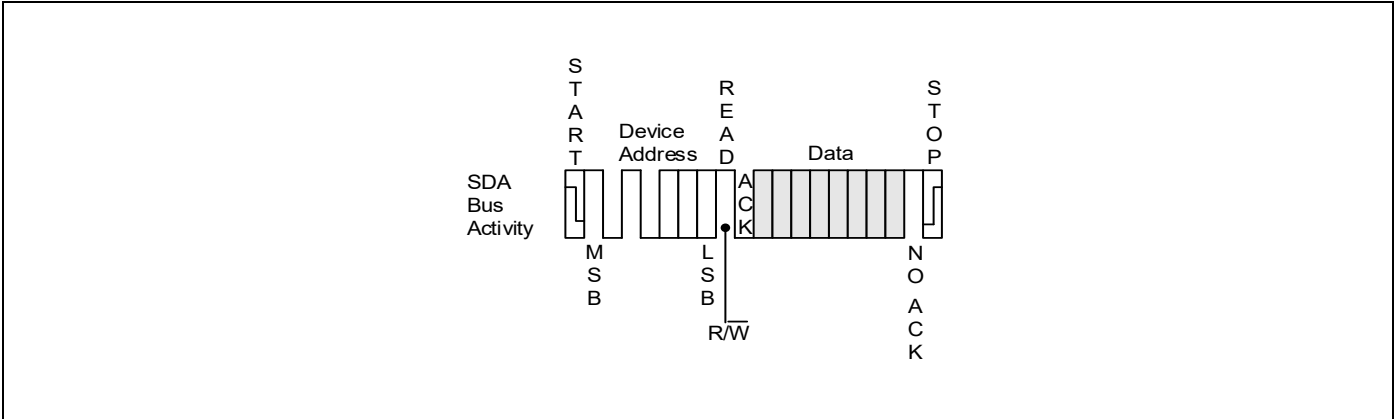 START
READ
STOP
Device
Address
Data
SDA
Bus
Activity
ACK
MSB
LSB
NO ACK
R/W̅